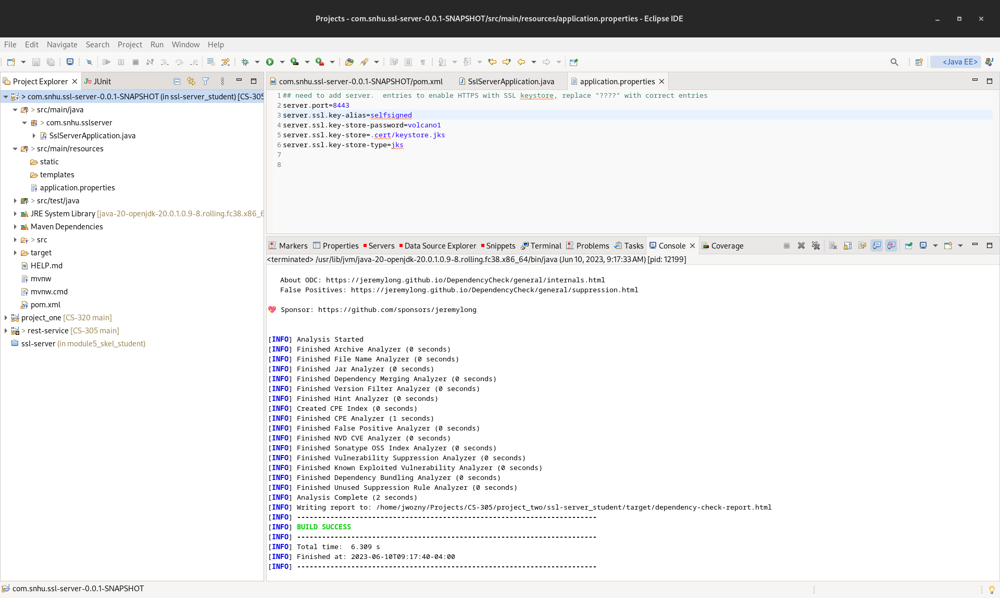 Projects - com.snhu.ssl-server-0.0.1-SNAPSHOT/src/main/resources/application.properties - Eclipse IDE
File Edit Navigate Search Project Run Window Help
<Java EE>
Project Explorer JUnit
> com.snhu.ssl-server-0.0.1-SNAPSHOT (in ssl-server_student) [CS-305
> src/main/java
> com.snhu.sslserver
SslServerApplication.java
> src/main/resources
static
templates
application.properties
> src/test/java
JRE System Library [java-20-openjdk-20.0.1.0.9-8.rolling.fc38.x86_6
Maven Dependencies
> src
target
HELP.md
mvnw
mvnw.cmd
pom.xml
project_one [CS-320 main]
> rest-service [CS-305 main]
ssl-server (in module5_skel_student)
com.snhu.ssl-server-0.0.1-SNAPSHOT/pom.xml SslServerApplication.java application.properties
1 ## need to add server.  entries to enable HTTPS with SSL keystore, replace "????" with correct entries
2 server.port=8443
3 server.ssl.key-alias=selfsigned
4 server.ssl.key-store-password=volcano1
5 server.ssl.key-store=.cert/keystore.jks
6 server.ssl.key-store-type=jks
7
8
Markers Properties Servers Data Source Explorer Snippets Terminal Problems Tasks Console Coverage
<terminated> /usr/lib/jvm/java-20-openjdk-20.0.1.0.9-8.rolling.fc38.x86_64/bin/java (Jun 10, 2023, 9:17:33 AM) [pid: 12199]
About ODC: https://jeremylong.github.io/DependencyCheck/general/internals.html
False Positives: https://jeremylong.github.io/DependencyCheck/general/suppression.html
💖 Sponsor: https://github.com/sponsors/jeremylong
[INFO] Analysis Started
[INFO] Finished Archive Analyzer (0 seconds)
[INFO] Finished File Name Analyzer (0 seconds)
[INFO] Finished Jar Analyzer (0 seconds)
[INFO] Finished Dependency Merging Analyzer (0 seconds)
[INFO] Finished Version Filter Analyzer (0 seconds)
[INFO] Finished Hint Analyzer (0 seconds)
[INFO] Created CPE Index (0 seconds)
[INFO] Finished CPE Analyzer (1 seconds)
[INFO] Finished False Positive Analyzer (0 seconds)
[INFO] Finished NVD CVE Analyzer (0 seconds)
[INFO] Finished Sonatype OSS Index Analyzer (0 seconds)
[INFO] Finished Vulnerability Suppression Analyzer (0 seconds)
[INFO] Finished Known Exploited Vulnerability Analyzer (0 seconds)
[INFO] Finished Dependency Bundling Analyzer (0 seconds)
[INFO] Finished Unused Suppression Rule Analyzer (0 seconds)
[INFO] Analysis Complete (2 seconds)
[INFO] Writing report to: /home/jwozny/Projects/CS-305/project_two/ssl-server_student/target/dependency-check-report.html
[INFO] ------------------------------------------------------------------------
[INFO] BUILD SUCCESS
[INFO] ------------------------------------------------------------------------
[INFO] Total time:  6.309 s
[INFO] Finished at: 2023-06-10T09:17:40-04:00
[INFO] ------------------------------------------------------------------------
com.snhu.ssl-server-0.0.1-SNAPSHOT